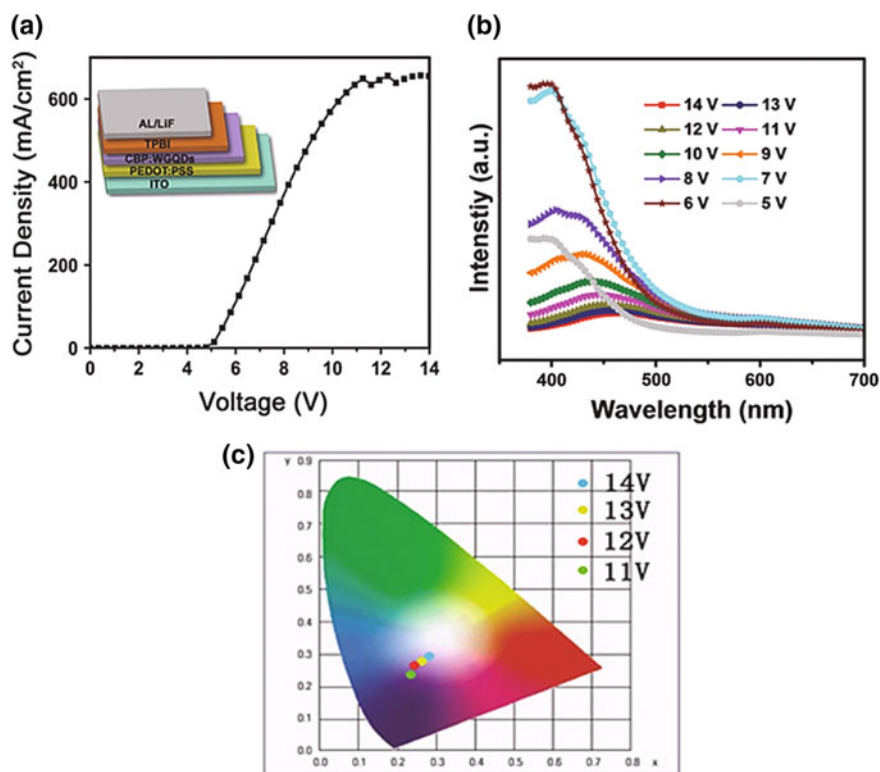 (a)
Current Density (mA/cm²)
600
400
200
0
AL/LiF
TPBI
CBP:WGQDs
PEDOT:PSS
ITO
0 2 4 6 8 10 12 14
Voltage (V)
(b)
Intenstiy (a.u.)
14 V 13 V
12 V 11 V
10 V 9 V
8 V 7 V
6 V 5 V
400 500 600 700
Wavelength (nm)
(c)
y
0.9
0.8
0.7
0.6
0.5
0.4
0.3
0.2
0.1
0.0
14V
13V
12V
11V
0.0 0.1 0.2 0.3 0.4 0.5 0.6 0.7 0.8
x